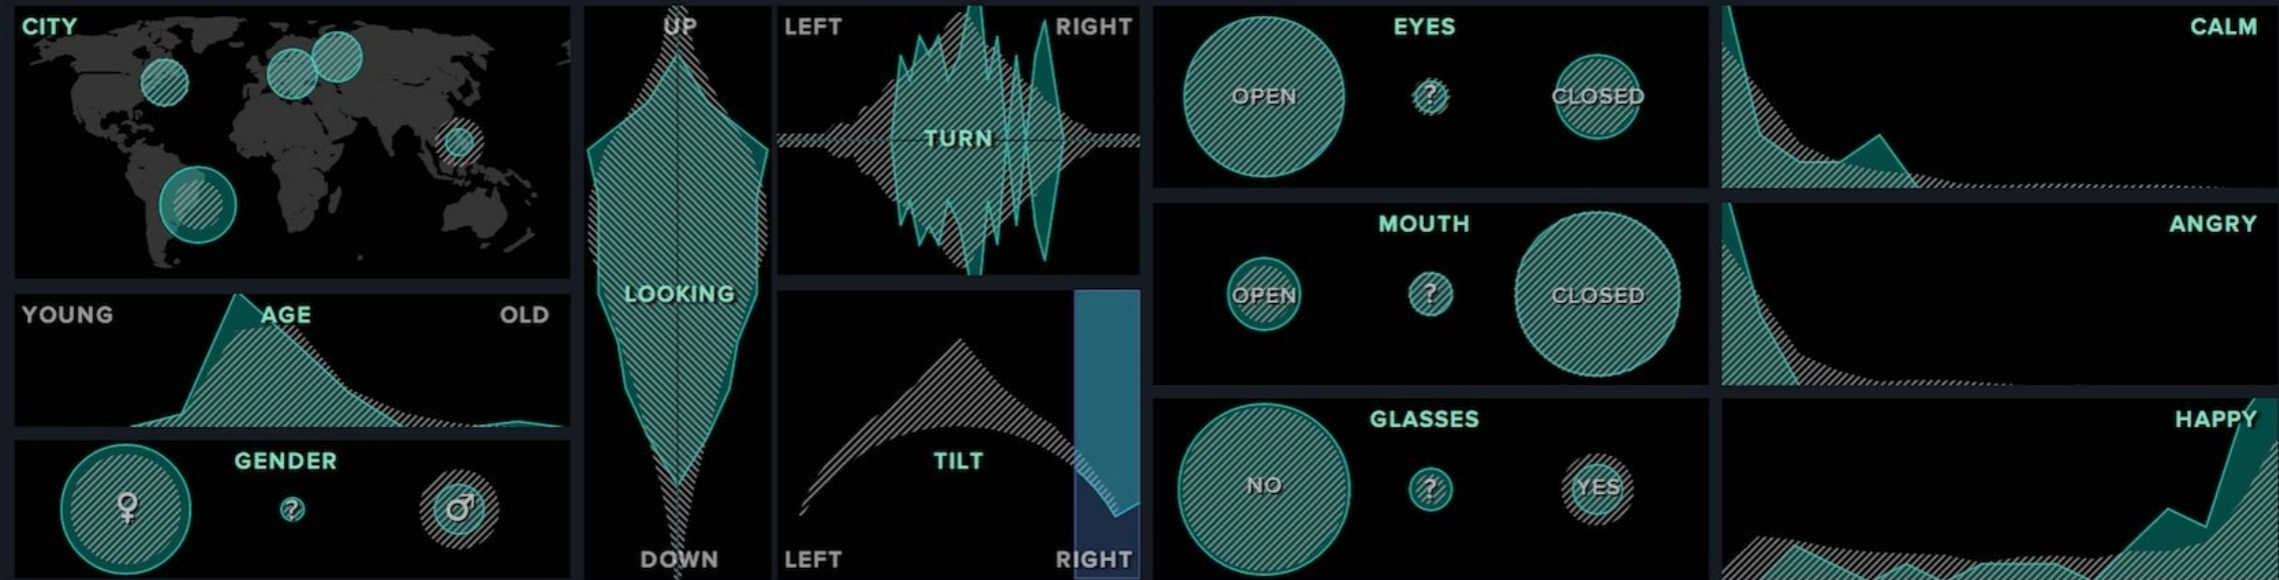 CITY
YOUNG
AGE
OLD
GENDER
♀
?
♂
UP
LOOKING
DOWN
LEFT
RIGHT
TURN
TILT
LEFT
RIGHT
EYES
OPEN
?
CLOSED
MOUTH
OPEN
?
CLOSED
GLASSES
NO
?
YES
CALM
ANGRY
HAPPY